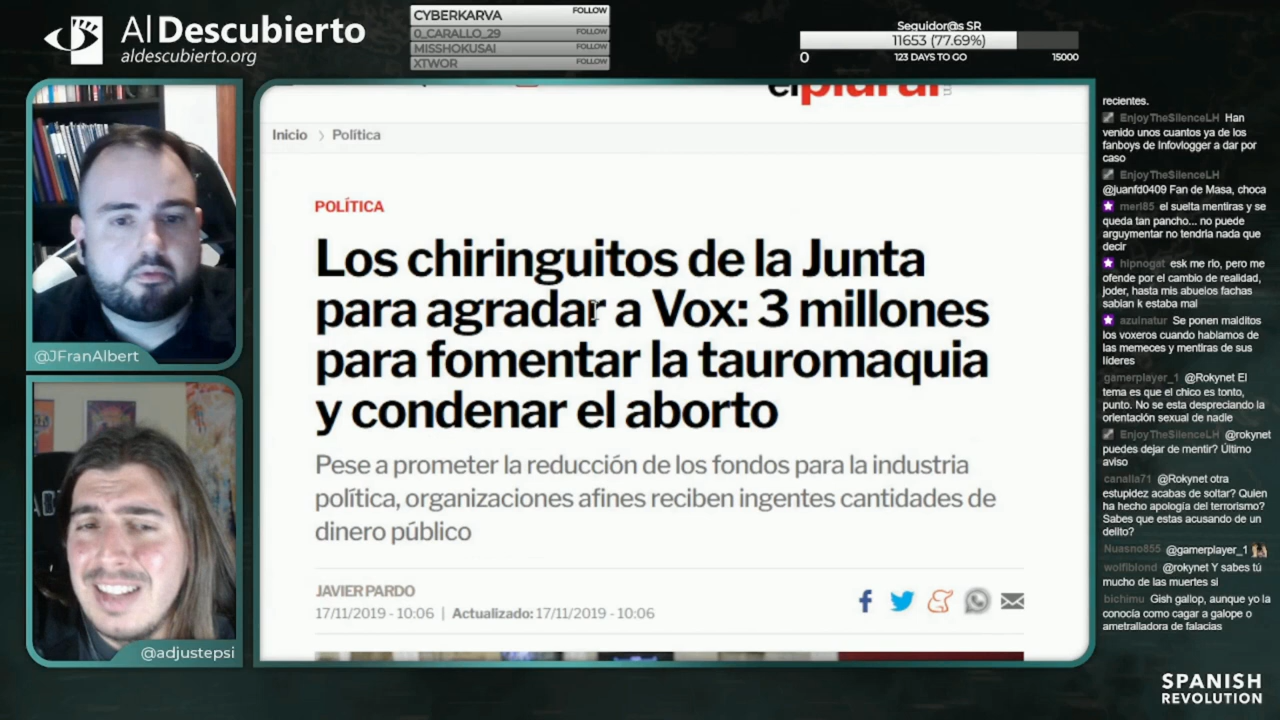 Al Descubierto
aldescubierto.org
CYBERKARVA FOLLOW
0_CARALLO_29 FOLLOW
MISSHOKUSAI FOLLOW
XTWOR FOLLOW
Seguidor@s SR
11653 (77.69%)
0 123 DAYS TO GO 15000
@JFranAlbert
@adjustepsi
elplural
Inicio > Política
POLÍTICA
Los chiringuitos de la Junta
para agradar a Vox: 3 millones
para fomentar la tauromaquia
y condenar el aborto
Pese a prometer la reducción de los fondos para la industria
política, organizaciones afines reciben ingentes cantidades de
dinero público
JAVIER PARDO
17/11/2019 - 10:06 | Actualizado: 17/11/2019 - 10:06
recientes.
EnjoyTheSilenceLH Han
venido unos cuantos ya de los
fanboys de Infovlogger a dar por
caso
EnjoyTheSilenceLH
@juanfd0409 Fan de Masa, choca
merl85 el suelta mentiras y se
queda tan pancho... no puede
arguymentar no tendria nada que
decir
hipnogat esk me rio, pero me
ofende por el cambio de realidad,
joder, hasta mis abuelos fachas
sabian k estaba mal
azulnatur Se ponen malditos
los voxeros cuando hablamos de
las memeces y mentiras de sus
líderes
gamerplayer_1 @Rokynet El
tema es que el chico es tonto,
punto. No se esta despreciando la
orientación sexual de nadie
EnjoyTheSilenceLH @rokynet
puedes dejar de mentir? Último
aviso
canalla71 @Rokynet otra
estupidez acabas de soltar? Quien
ha hecho apología del terrorismo?
Sabes que estas acusando de un
delito?
Nuasno855 @gamerplayer_1
wolfiblond @rokynet Y sabes tú
mucho de las muertes si
bichimu Gish gallop, aunque yo la
conocía como cagar a galope o
ametralladora de falacias
SPANISH
REVOLUTION